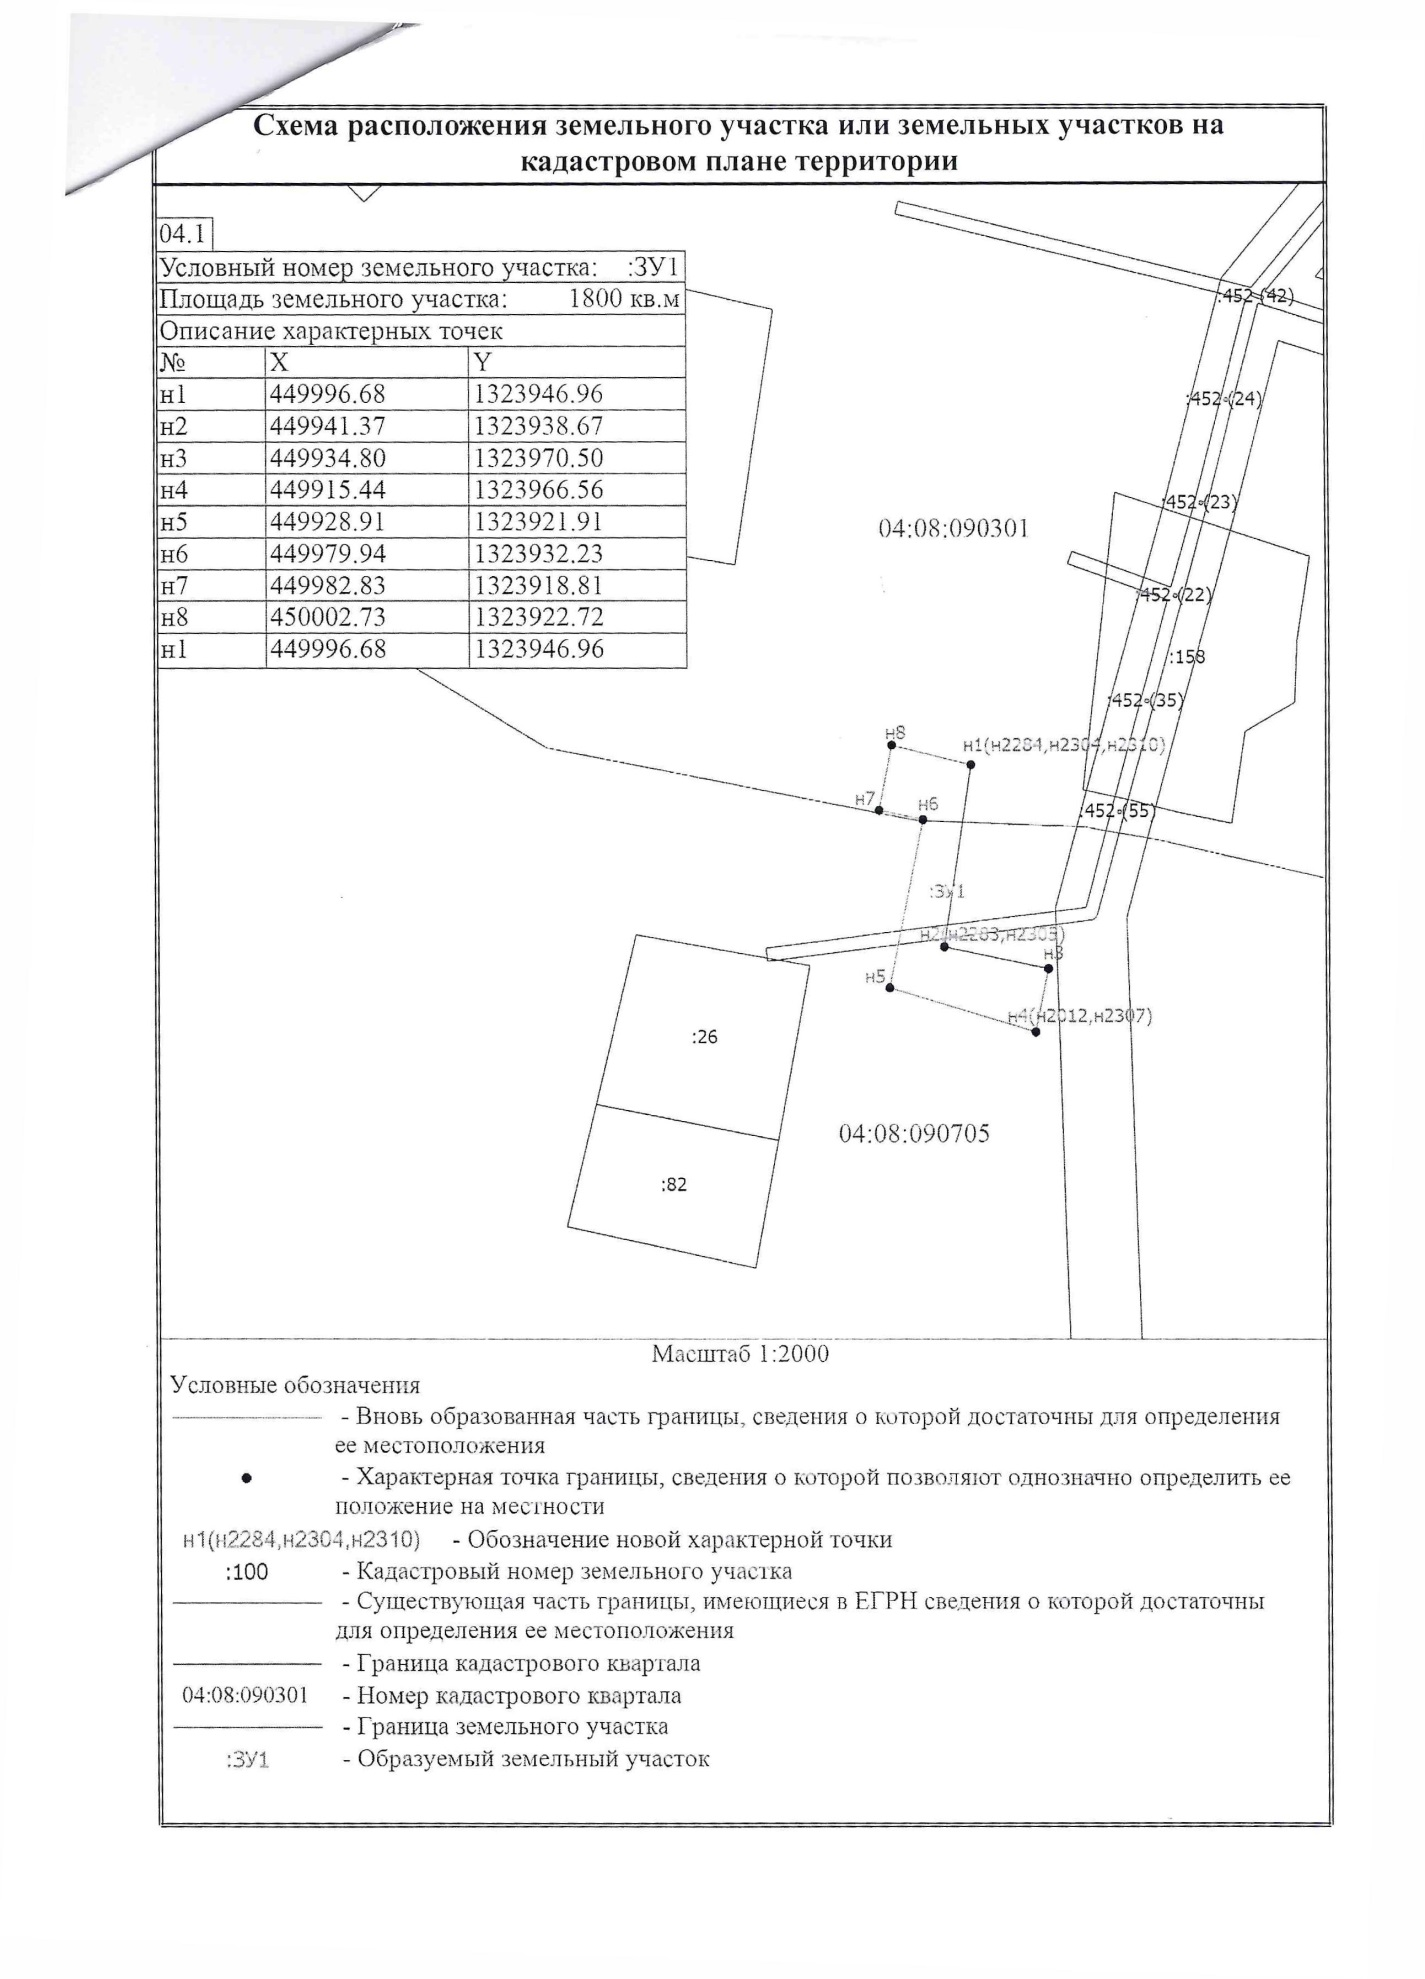 Схема расположения земельного участка или земельных участков на
кадастровом плане территории
04.1
Условный номер земельного участка: :ЗУ1
Площадь земельного участка: 1800 кв.м
Описание характерных точек
№ X Y
н1 449996.68 1323946.96
н2 449941.37 1323938.67
н3 449934.80 1323970.50
н4 449915.44 1323966.56
н5 449928.91 1323921.91
н6 449979.94 1323932.23
н7 449982.83 1323918.81
н8 450002.73 1323922.72
н1 449996.68 1323946.96
:452 (42)
:452 (24)
:452 (23)
04:08:090301
:452 (22)
:158
:452 (35)
н8
н1(н2284,н2304,н2310)
н7
н6
:452 (55)
:ЗУ1
н2(н2283,н2305)
н3
н5
н4(н2012,н2307)
:26
04:08:090705
:82
Масштаб 1:2000
Условные обозначения
- Вновь образованная часть границы, сведения о которой достаточны для определения
ее местоположения
- Характерная точка границы, сведения о которой позволяют однозначно определить ее
положение на местности
н1(н2284,н2304,н2310) - Обозначение новой характерной точки
:100 - Кадастровый номер земельного участка
- Существующая часть границы, имеющиеся в ЕГРН сведения о которой достаточны
для определения ее местоположения
- Граница кадастрового квартала
04:08:090301 - Номер кадастрового квартала
- Граница земельного участка
:ЗУ1 - Образуемый земельный участок